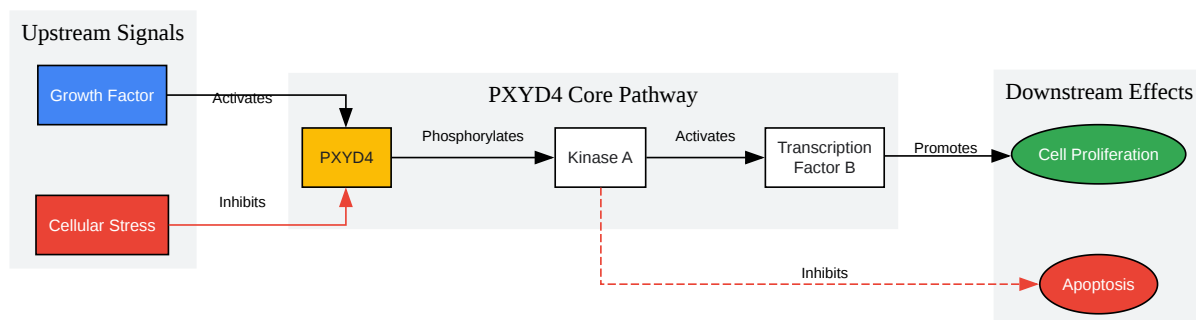 Upstream Signals
Growth Factor
Cellular Stress
Activates
Inhibits
PXYD4 Core Pathway
PXYD4
Phosphorylates
Kinase A
Activates
Transcription
Factor B
Promotes
Inhibits
Downstream Effects
Cell Proliferation
Apoptosis